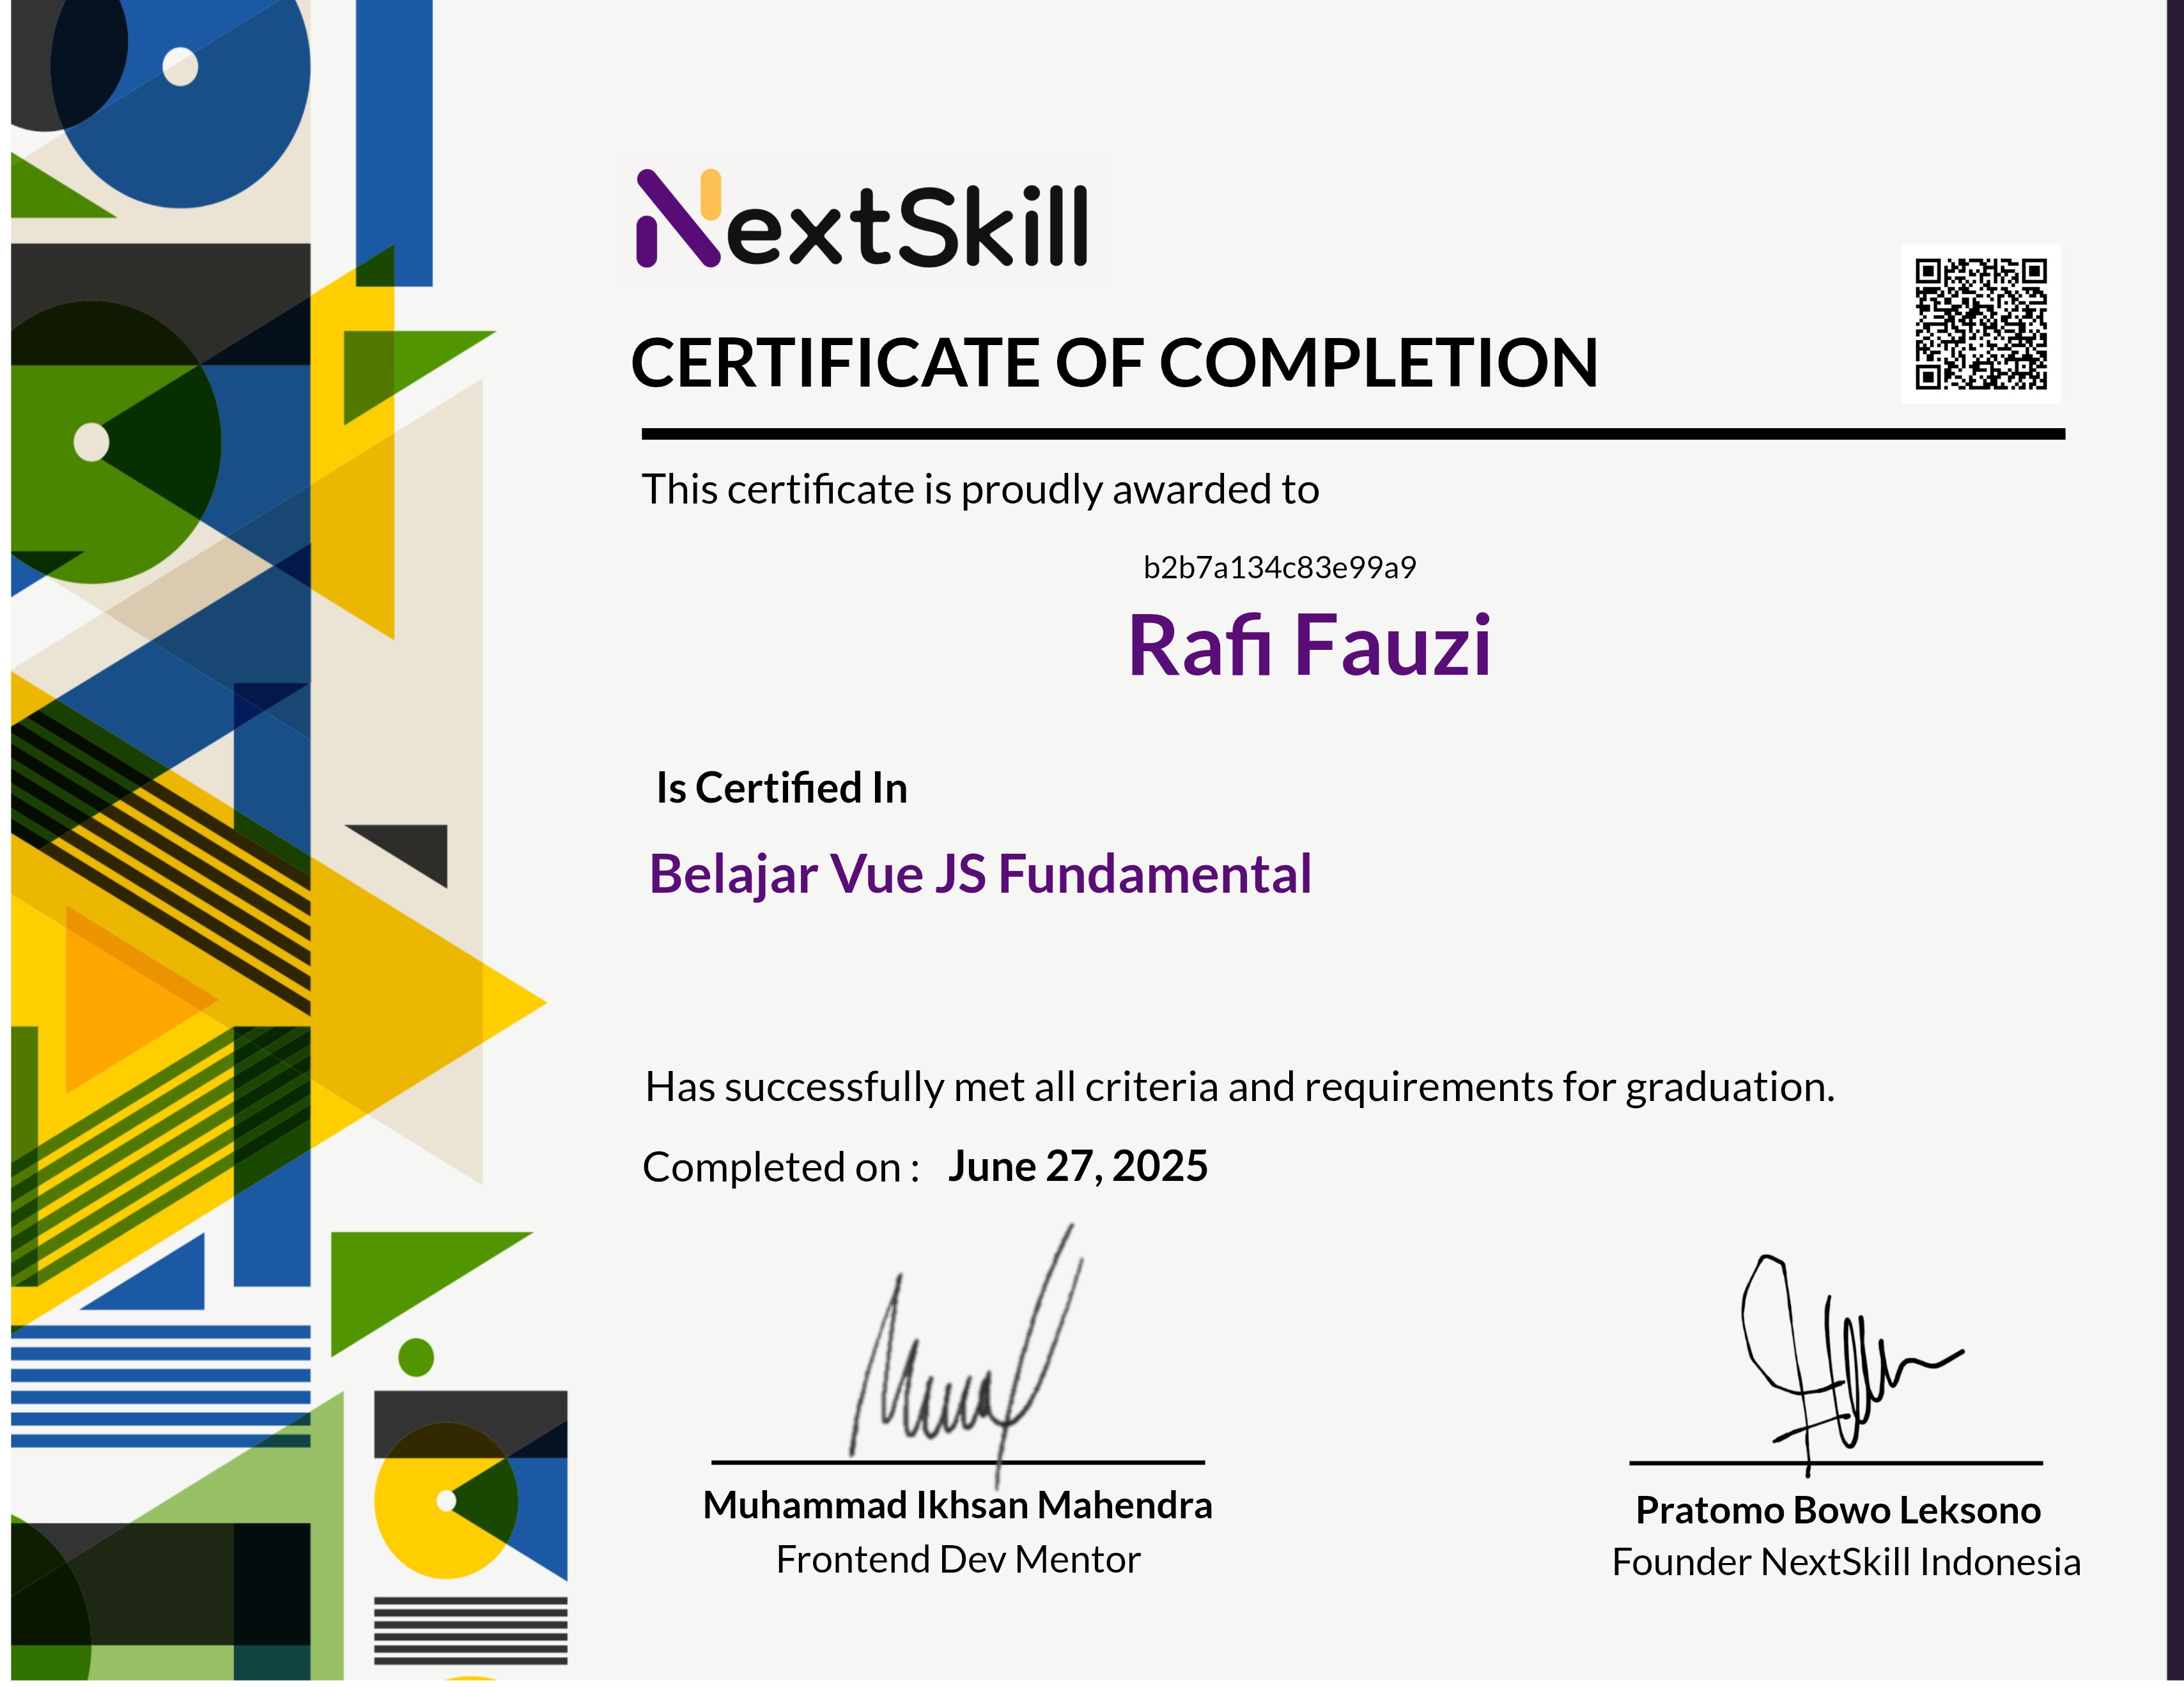 NextSkill
CERTIFICATE OF COMPLETION
This certificate is proudly awarded to
b2b7a134c83e99a9
Rafi Fauzi
Is Certified In
Belajar Vue JS Fundamental
Has successfully met all criteria and requirements for graduation.
Completed on : June 27, 2025
Muhammad Ikhsan Mahendra
Frontend Dev Mentor
Pratomo Bowo Leksono
Founder NextSkill Indonesia